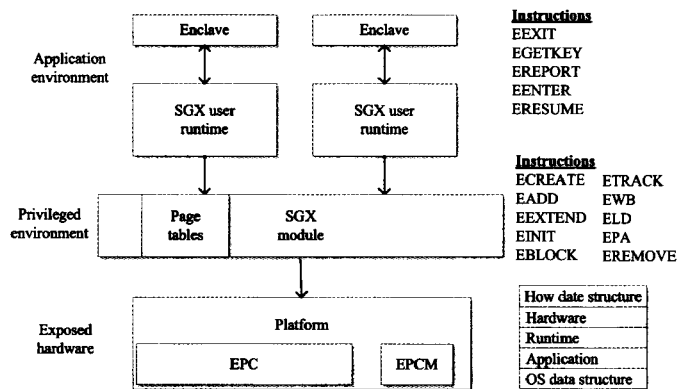 Enclave
Enclave
Application
environment
SGX user
runtime
SGX user
runtime
Instructions
EEXIT
EGETKEY
EREPORT
EENTER
ERESUME
Privileged
environment
Page
tables
SGX
module
Instructions
ECREATE ETRACK
EADD EWB
EEXTEND ELD
EINIT EPA
EBLOCK EREMOVE
Exposed
hardware
Platform
EPC
EPCM
How date structure
Hardware
Runtime
Application
OS data structure